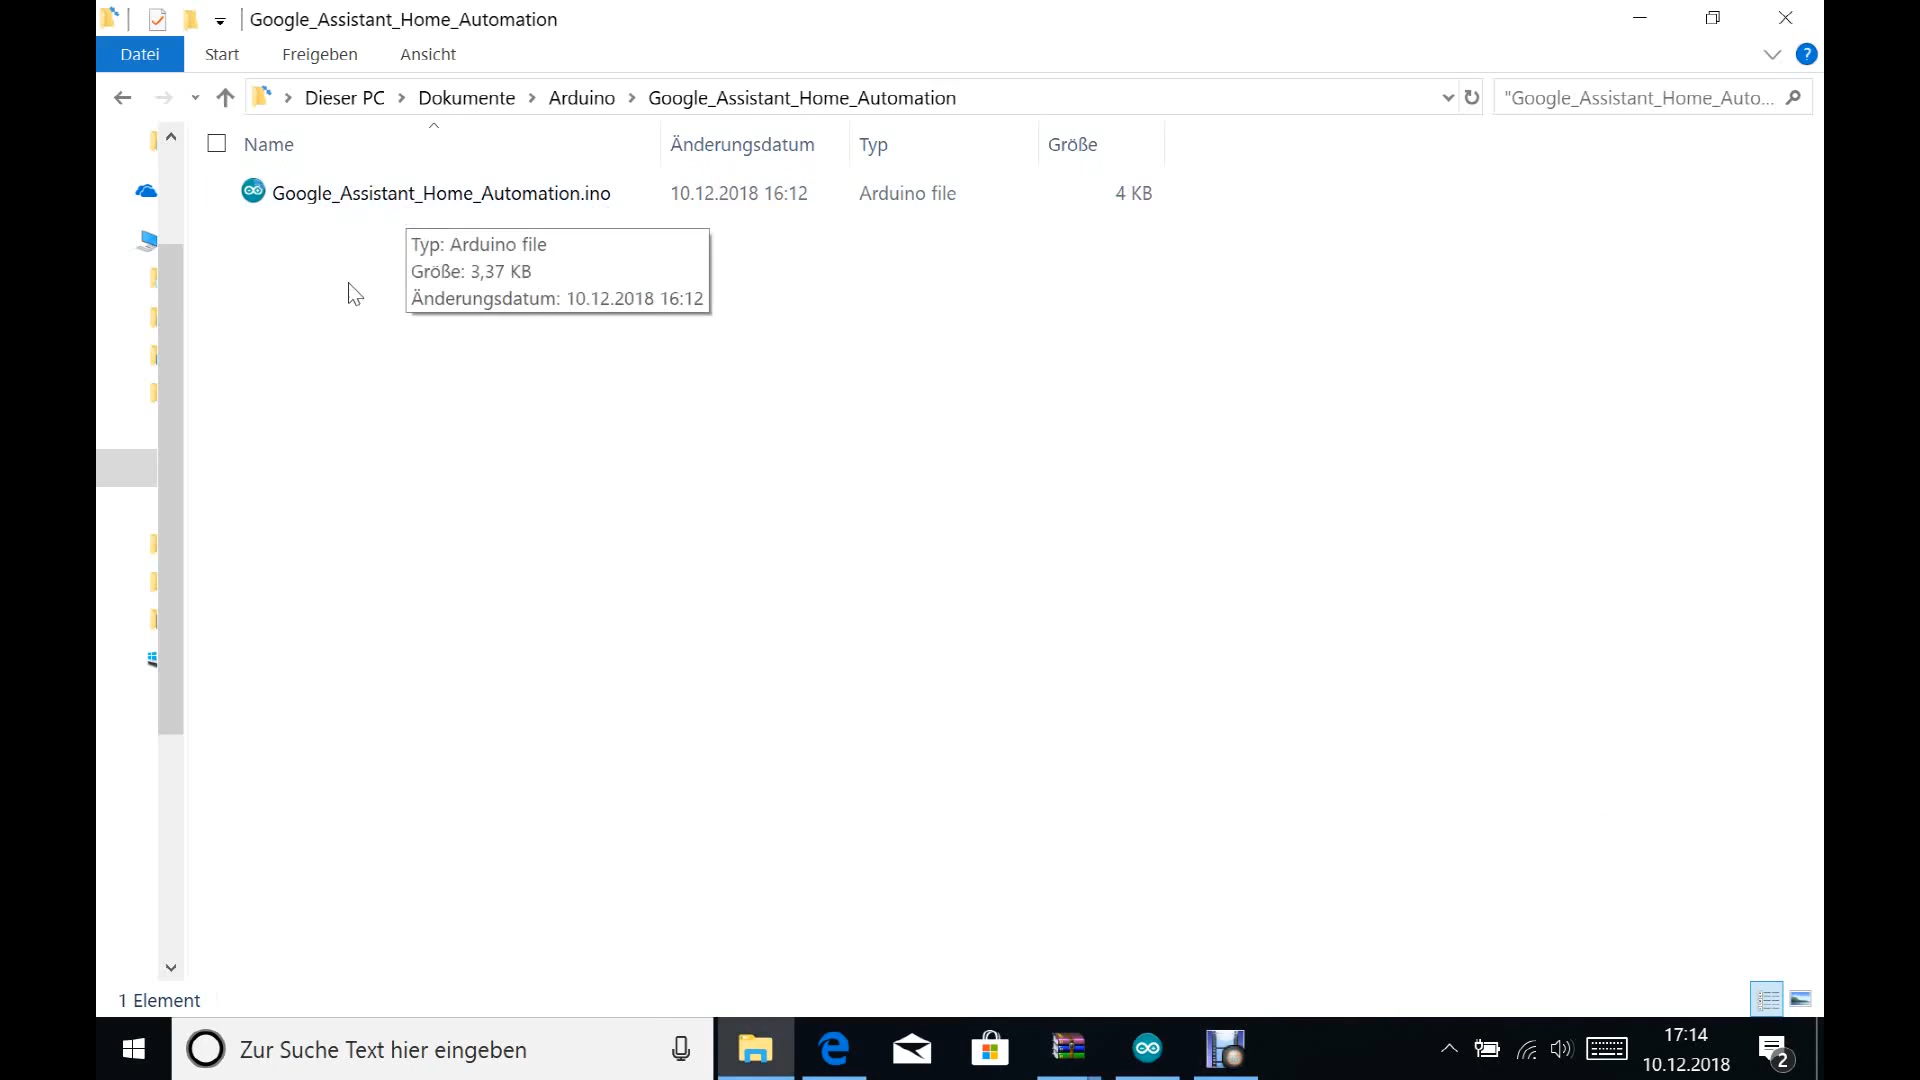 Google_Assistant_Home_Automation
Datei Start Freigeben Ansicht ?
Dieser PC Dokumente Arduino Google_Assistant_Home_Automation "Google_Assistant_Home_Auto...
Name Änderungsdatum Typ Größe
Google_Assistant_Home_Automation.ino 10.12.2018 16:12 Arduino file 4 KB
Typ: Arduino file
Größe: 3,37 KB
Änderungsdatum: 10.12.2018 16:12
1 Element
Zur Suche Text hier eingeben
17:14
10.12.2018
2